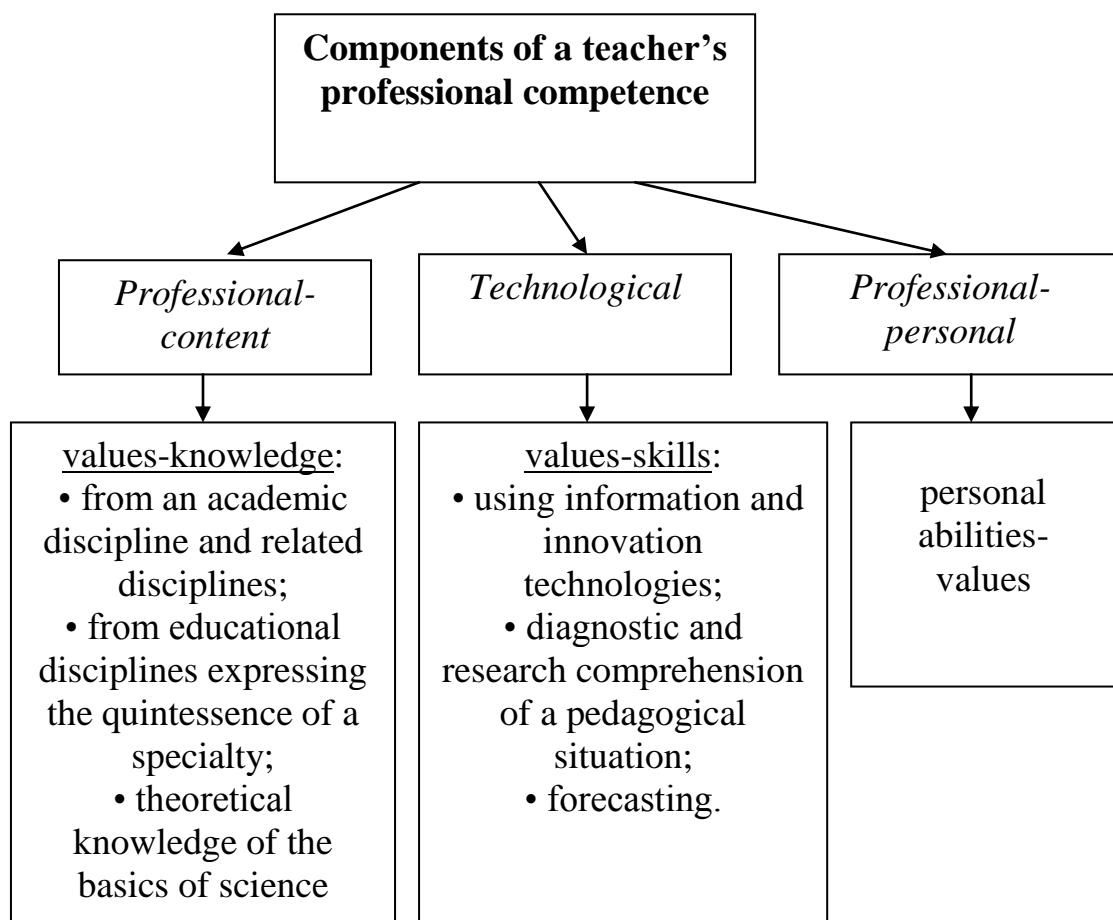 Components of a teacher’s
professional competence
Professional-
content
Technological
Professional-
personal
values-knowledge:
• from an academic
discipline and related
disciplines;
• from educational
disciplines expressing
the quintessence of a
specialty;
• theoretical
knowledge of the
basics of science
values-skills:
• using information and
innovation
technologies;
• diagnostic and
research comprehension
of a pedagogical
situation;
• forecasting.
personal
abilities-
values